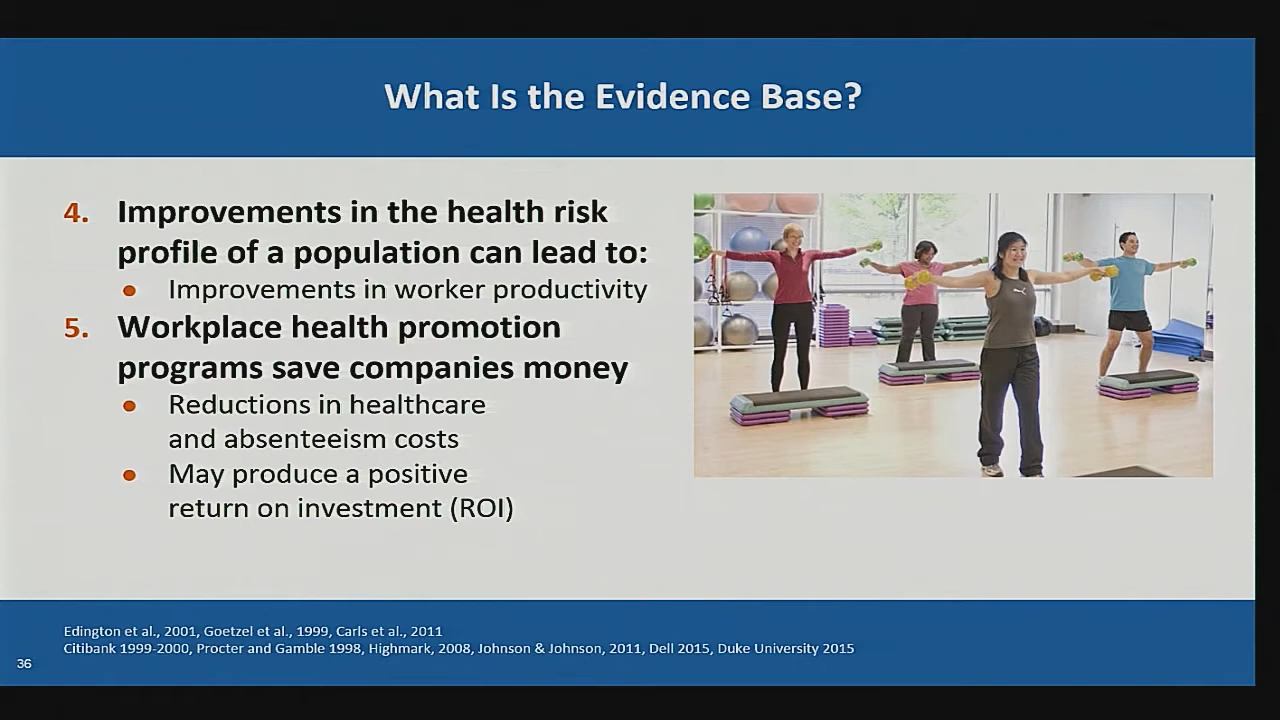 What Is the Evidence Base?
4. Improvements in the health risk
profile of a population can lead to:
• Improvements in worker productivity
5. Workplace health promotion
programs save companies money
• Reductions in healthcare
and absenteeism costs
• May produce a positive
return on investment (ROI)
Edington et al., 2001, Goetzel et al., 1999, Carls et al., 2011
Citibank 1999-2000, Procter and Gamble 1998, Highmark, 2008, Johnson & Johnson, 2011, Dell 2015, Duke University 2015
36